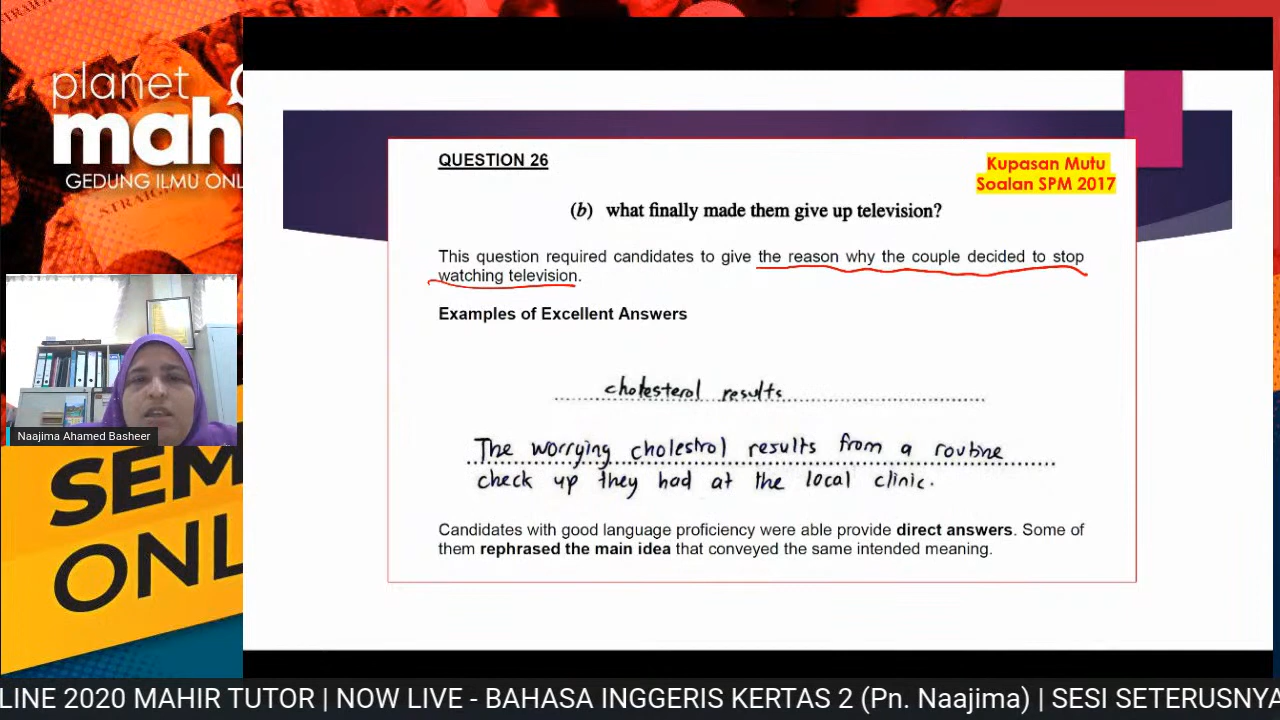 planet
mah
GEDUNG ILMU ONL
QUESTION 26
Kupasan Mutu
Soalan SPM 2017
(b) what finally made them give up television?
This question required candidates to give the reason why the couple decided to stop
watching television.
Examples of Excellent Answers
cholesterol results
The worrying cholestrol results from a routine
check up they had at the local clinic.
Candidates with good language proficiency were able provide direct answers. Some of
them rephrased the main idea that conveyed the same intended meaning.
Naajima Ahamed Basheer
SEM
ONL
LINE 2020 MAHIR TUTOR | NOW LIVE - BAHASA INGGERIS KERTAS 2 (Pn. Naajima) | SESI SETERUSNYA